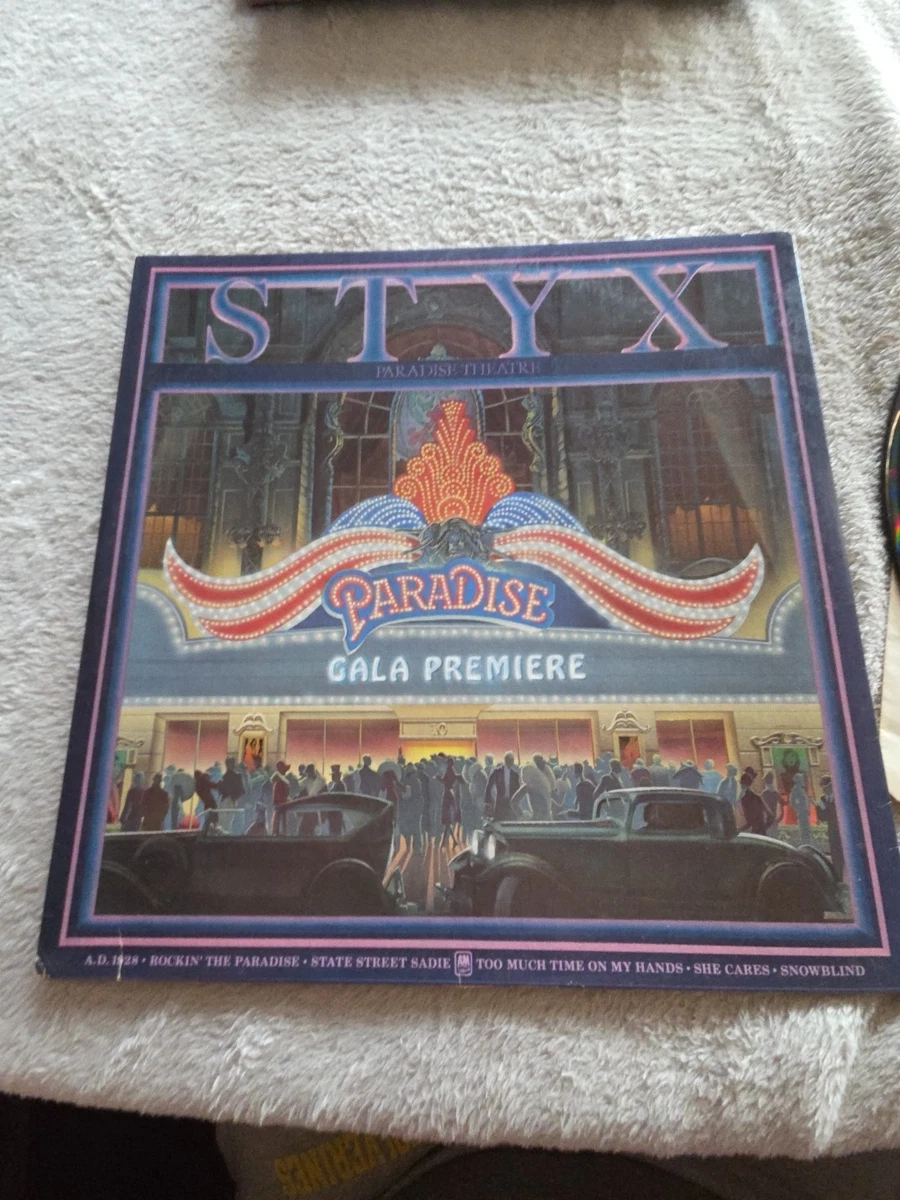 STYX
PARADISE THEATRE
PARADISE
GALA PREMIERE
A.D. 1928 • ROCKIN' THE PARADISE • STATE STREET SADIE A&M TOO MUCH TIME ON MY HANDS • SHE CARES • SNOWBLIND